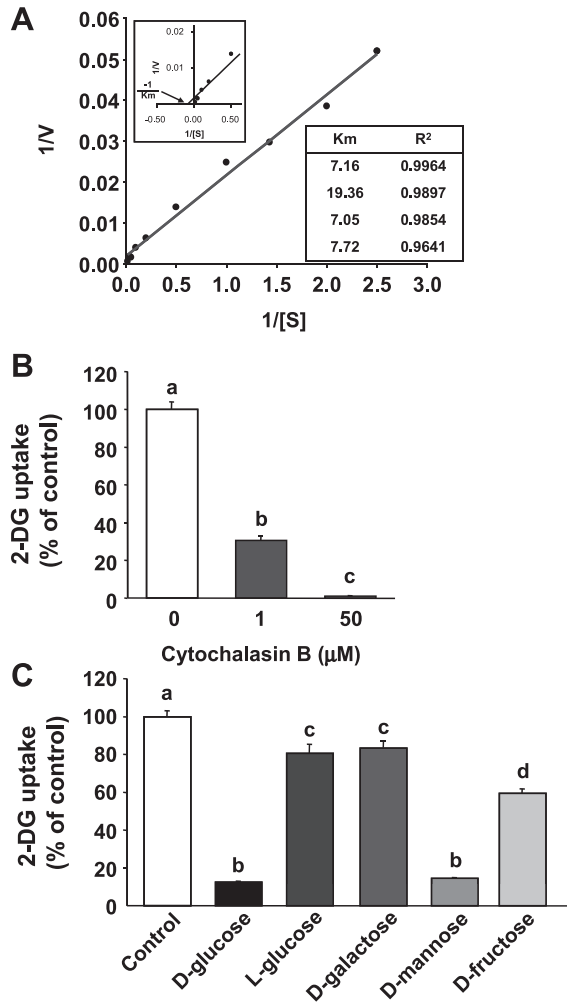 A
0.06
0.05
0.04
0.03
0.02
0.01
0.00
1/V
0.02
0.01
0.00
1/V
-1
Km
-0.50 0.00 0.50
1/[S]
Km R²
7.16 0.9964
19.36 0.9897
7.05 0.9854
7.72 0.9641
0.0 0.5 1.0 1.5 2.0 2.5 3.0
1/[S]
B
2-DG uptake
(% of control)
120
100
80
60
40
20
0
a
b
c
0 1 50
Cytochalasin B (µM)
C
2-DG uptake
(% of control)
120
100
80
60
40
20
0
a
b
c
c
b
d
Control
D-glucose
L-glucose
D-galactose
D-mannose
D-fructose